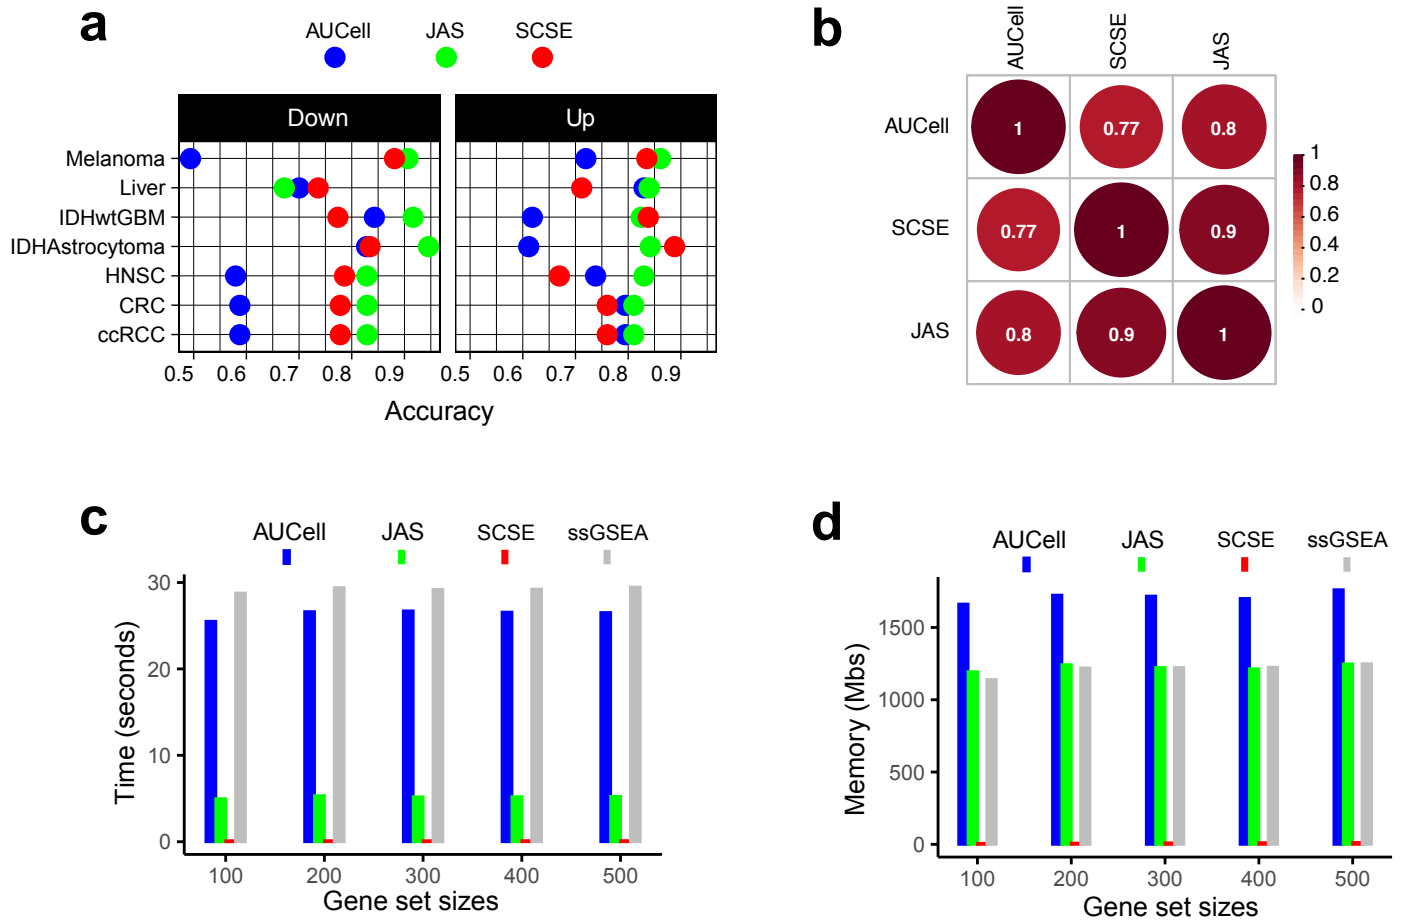 a
AUCell JAS SCSE
Down Up
Melanoma
Liver
IDHwtGBM
IDHAstrocytoma
HNSC
CRC
ccRCC
0.5 0.6 0.7 0.8 0.9 0.5 0.6 0.7 0.8 0.9
Accuracy
b
AUCell SCSE JAS
AUCell 1 0.77 0.8
SCSE 0.77 1 0.9
JAS 0.8 0.9 1
1
0.8
0.6
0.4
0.2
0
c
AUCell JAS SCSE ssGSEA
Time (seconds)
30
20
10
0
100 200 300 400 500
Gene set sizes
d
AUCell JAS SCSE ssGSEA
Memory (Mbs)
1500
1000
500
0
100 200 300 400 500
Gene set sizes